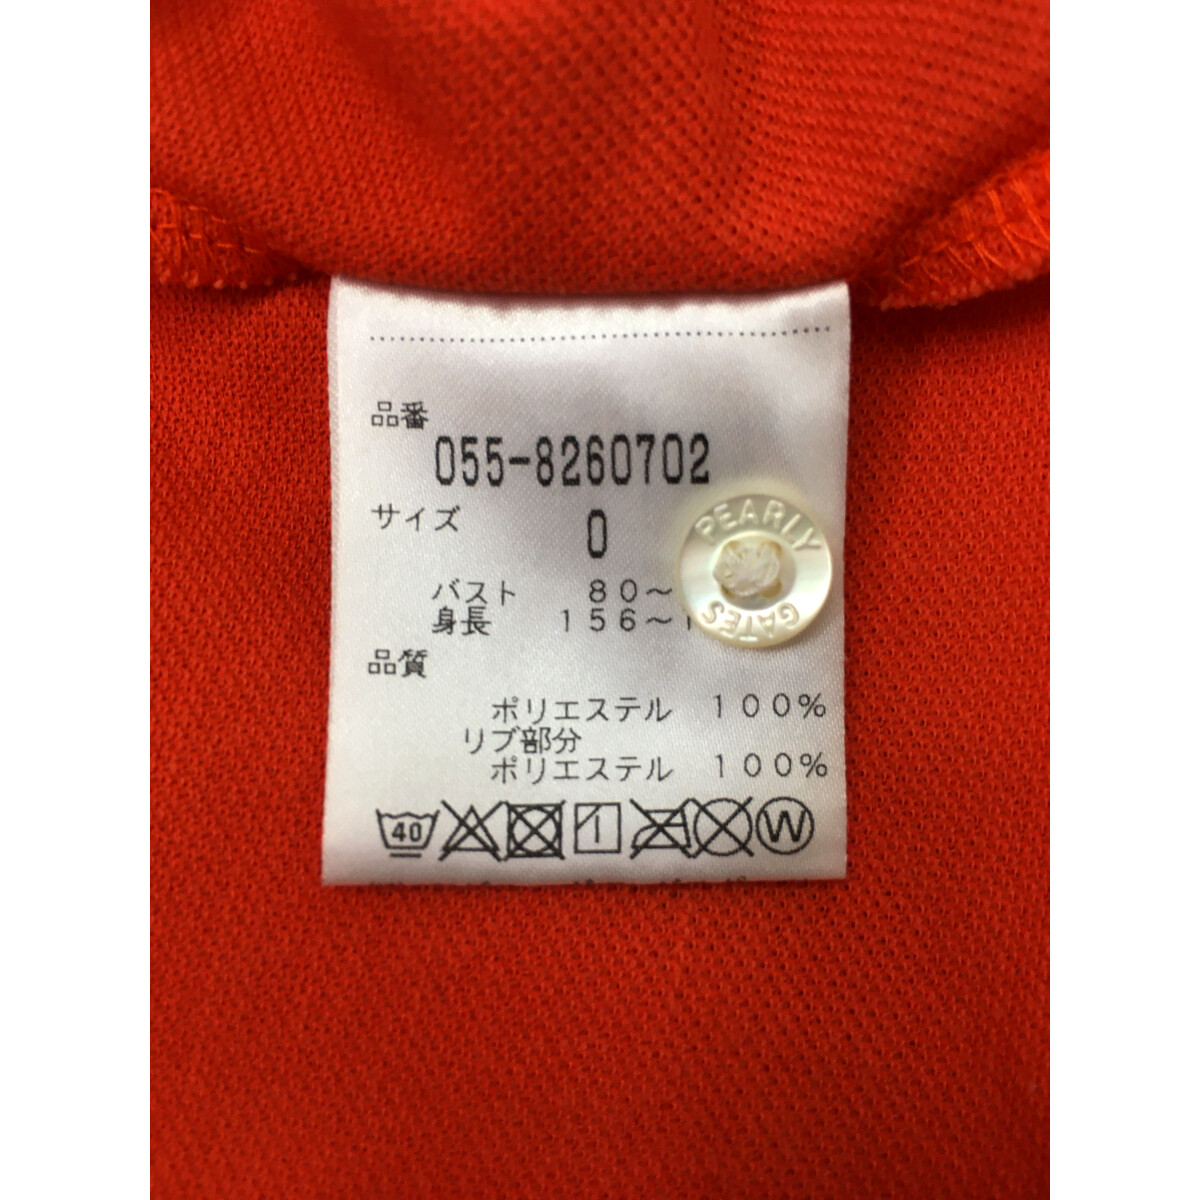 品番
055-8260702
サイズ 0
バスト 80～
身長 156～1
品質
ポリエステル 100%
リブ部分
ポリエステル 100%
40 W
PEARLY
GATES